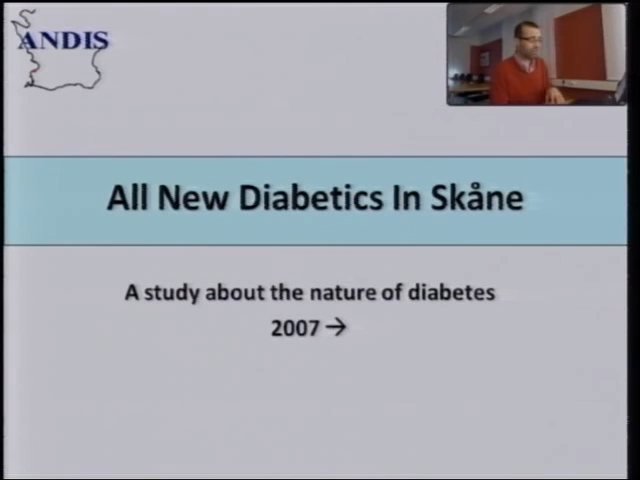 ANDIS
All New Diabetics In Skåne
A study about the nature of diabetes
2007 →